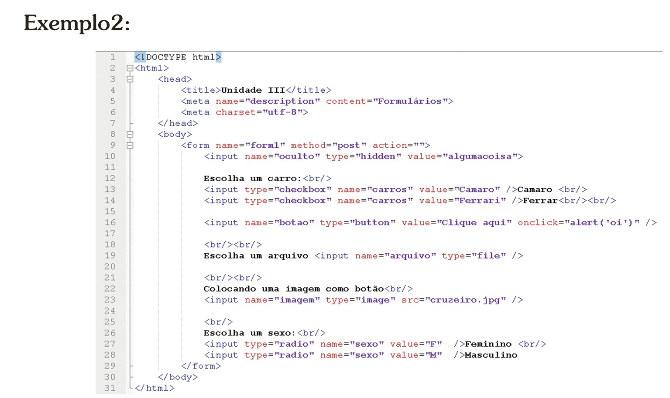 Exemplo2:
1 <!DOCTYPE html>
2 <html>
3 <head>
4 <title>Unidade III</title>
5 <meta name="description" content="Formulários">
6 <meta charset="utf-8">
7 </head>
8 <body>
9 <form name="form1" method="post" action="">
10 <input name="oculto" type="hidden" value="algumacoisa">
11
12 Escolha um carro:<br/>
13 <input type="checkbox" name="carros" value="Camaro" />Camaro <br/>
14 <input type="checkbox" name="carros" value="Ferrari" />Ferrar<br/><br/>
15
16 <input name="botao" type="button" value="Clique aqui" onclick="alert('oi')" />
17
18 <br/><br/>
19 Escolha um arquivo <input name="arquivo" type="file" />
20
21 <br/><br/>
22 Colocando uma imagem como botão<br/>
23 <input name="imagem" type="image" src="cruzeiro.jpg" />
24
25 <br/>
26 Escolha um sexo:<br/>
27 <input type="radio" name="sexo" value="F" />Feminino <br/>
28 <input type="radio" name="sexo" value="M" />Masculino
29 </form>
30 </body>
31 </html>